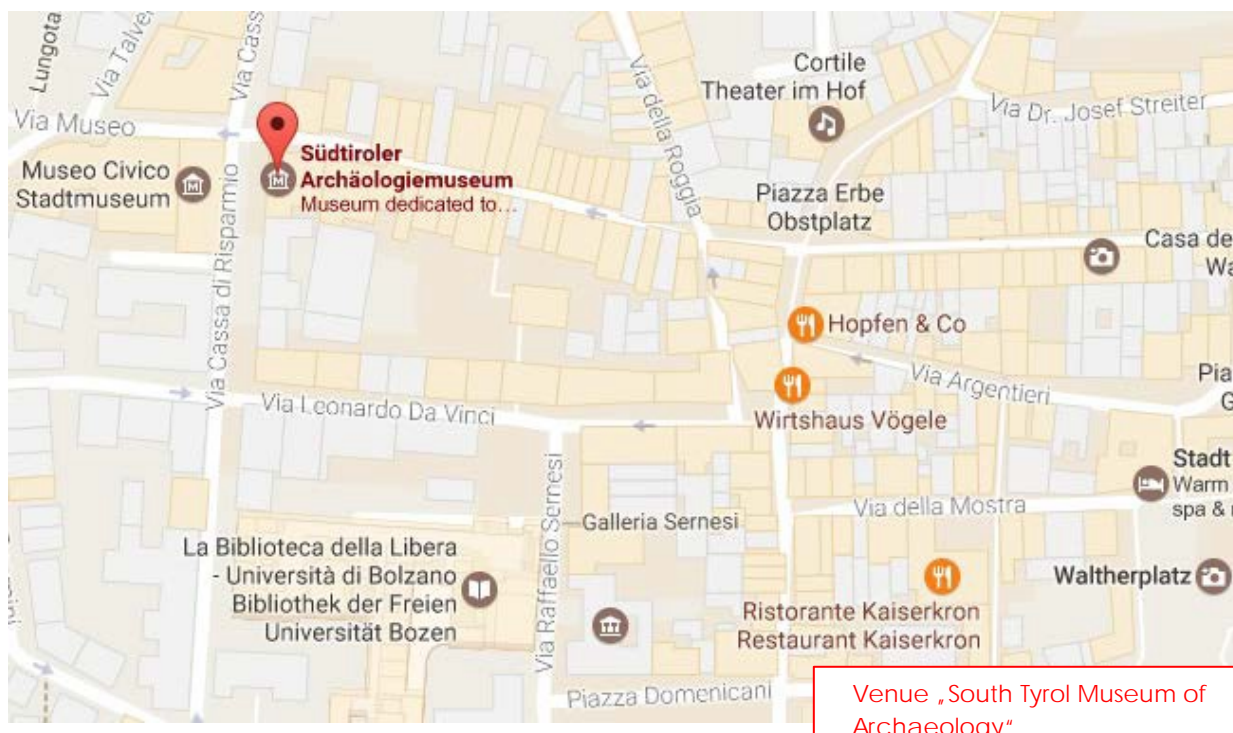 Lungota
Via Talver
Via Cass
Via Museo
Museo Civico
Stadtmuseum
Südtiroler
Archäologiemuseum
Museum dedicated to...
Via Cassa di Risparmio
Via della Roggia
Cortile
Theater im Hof
Via Dr. Josef Streiter
Piazza Erbe
Obstplatz
Casa de
Wa
Hopfen & Co
Via Argentieri
Pia
G
Wirtshaus Vögele
Via Leonardo Da Vinci
Via Raffaello Sernesi
Galleria Sernesi
Via della Mostra
Stadt
Warm
spa &
La Biblioteca della Libera
- Università di Bolzano
Bibliothek der Freien
Universität Bozen
Ristorante Kaiserkron
Restaurant Kaiserkron
Waltherplatz
Piazza Domenicani
Venue „South Tyrol Museum of
Archaeology“